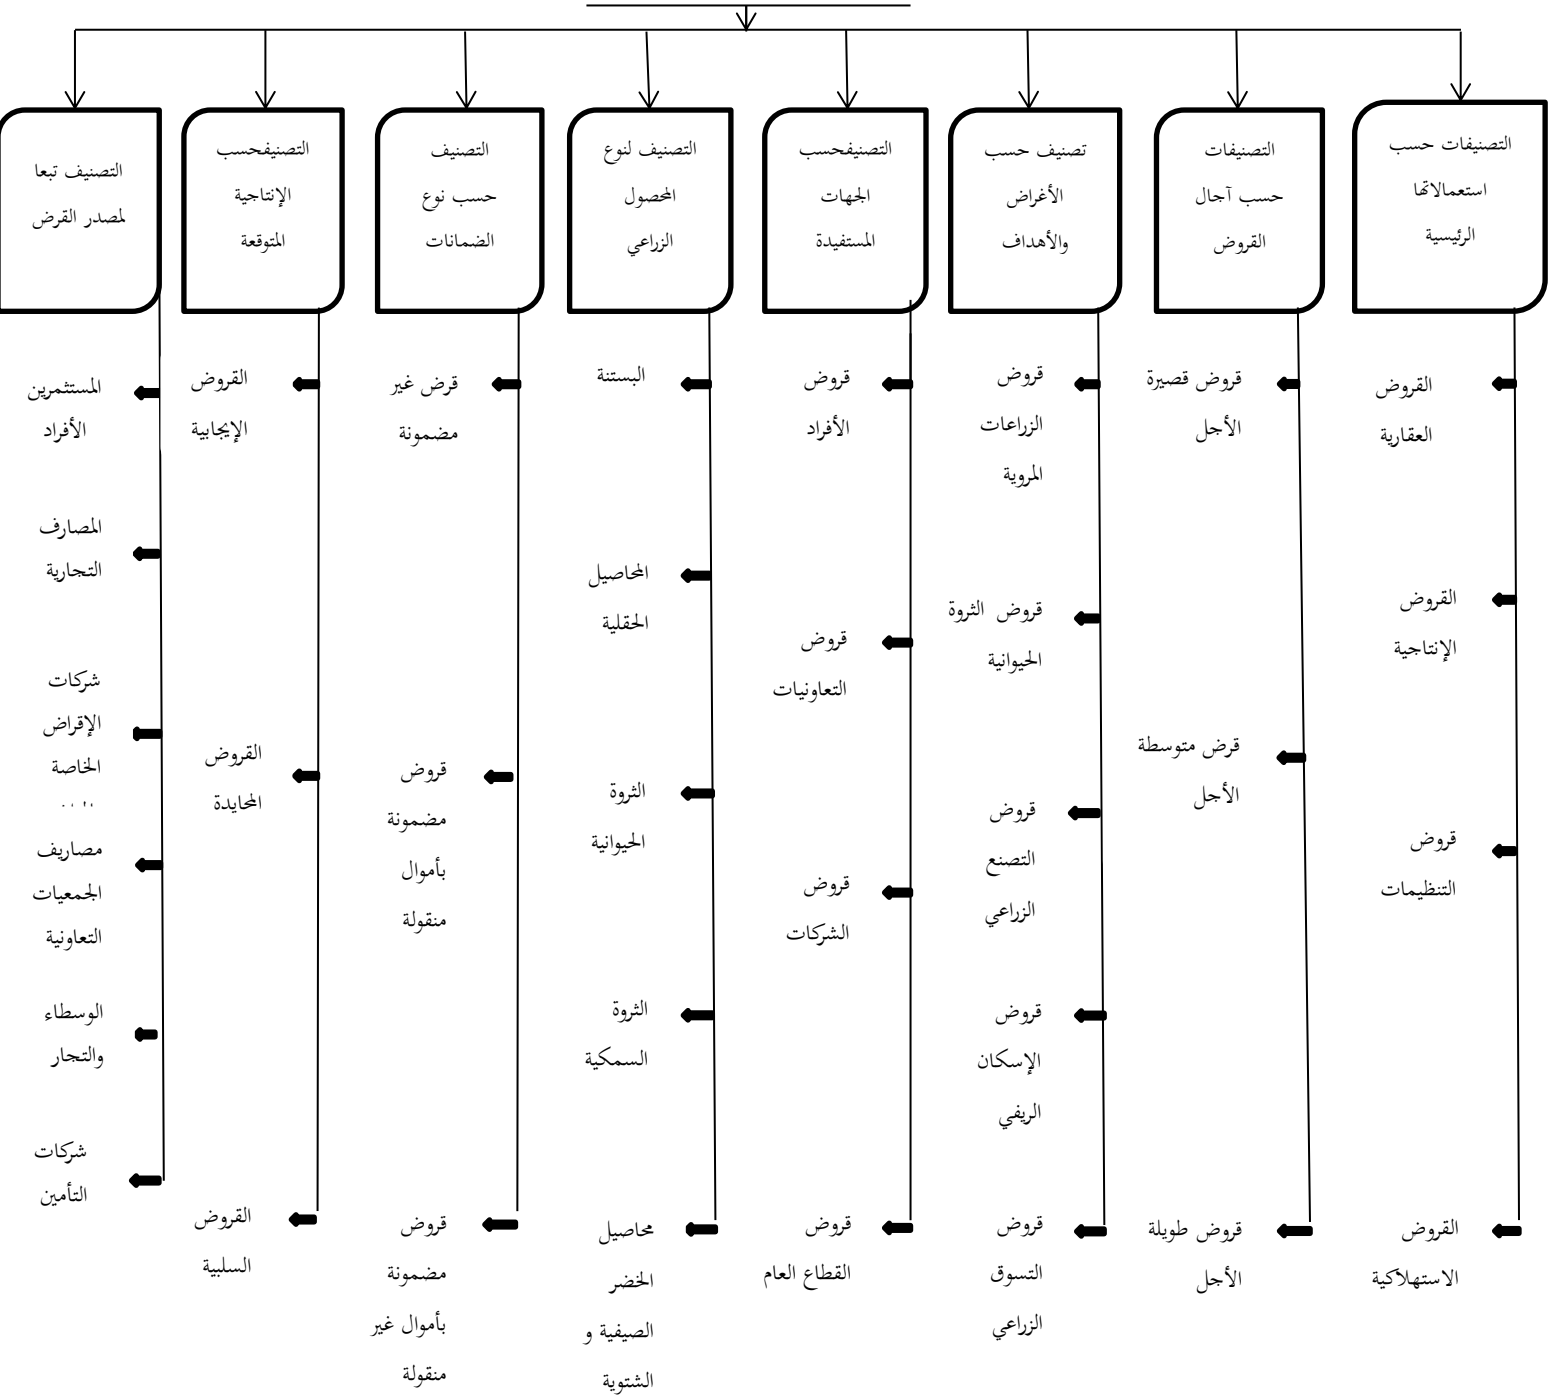 التصنيفات حسب
استعمالاتها
الرئيسية
القروض
العقارية
القروض
الإنتاجية
قروض
التنظيمات
القروض
الاستهلاكية
التصنيفات
حسب آجال
القروض
قروض قصيرة
الأجل
قرض متوسطة
الأجل
قروض طويلة
الأجل
تصنيف حسب
الأغراض
والأهداف
قروض
الزراعات
المروية
قروض الثروة
الحيوانية
قروض
التصنع
الزراعي
قروض
الإسكان
الريفي
قروض
التسوق
الزراعي
التصنيفحسب
الجهات
المستفيدة
قروض
الأفراد
قروض
التعاونيات
قروض
الشركات
قروض
القطاع العام
التصنيف لنوع
المحصول
الزراعي
البستنة
المحاصيل
الحقلية
الثروة
الحيوانية
الثروة
السمكية
محاصيل
الخضر
الصيفية و
الشتوية
التصنيف
حسب نوع
الضمانات
قرض غير
مضمونة
قروض
مضمونة
بأموال
منقولة
قروض
مضمونة
بأموال غير
منقولة
التصنيفحسب
الإنتاجية
المتوقعة
القروض
الإيجابية
القروض
المحايدة
القروض
السلبية
التصنيف تبعا
لمصدر القرض
المستثمرين
الأفراد
المصارف
التجارية
شركات
الإقراض
الخاصة
مصاريف
الجمعيات
التعاونية
الوسطاء
والتجار
شركات
التأمين